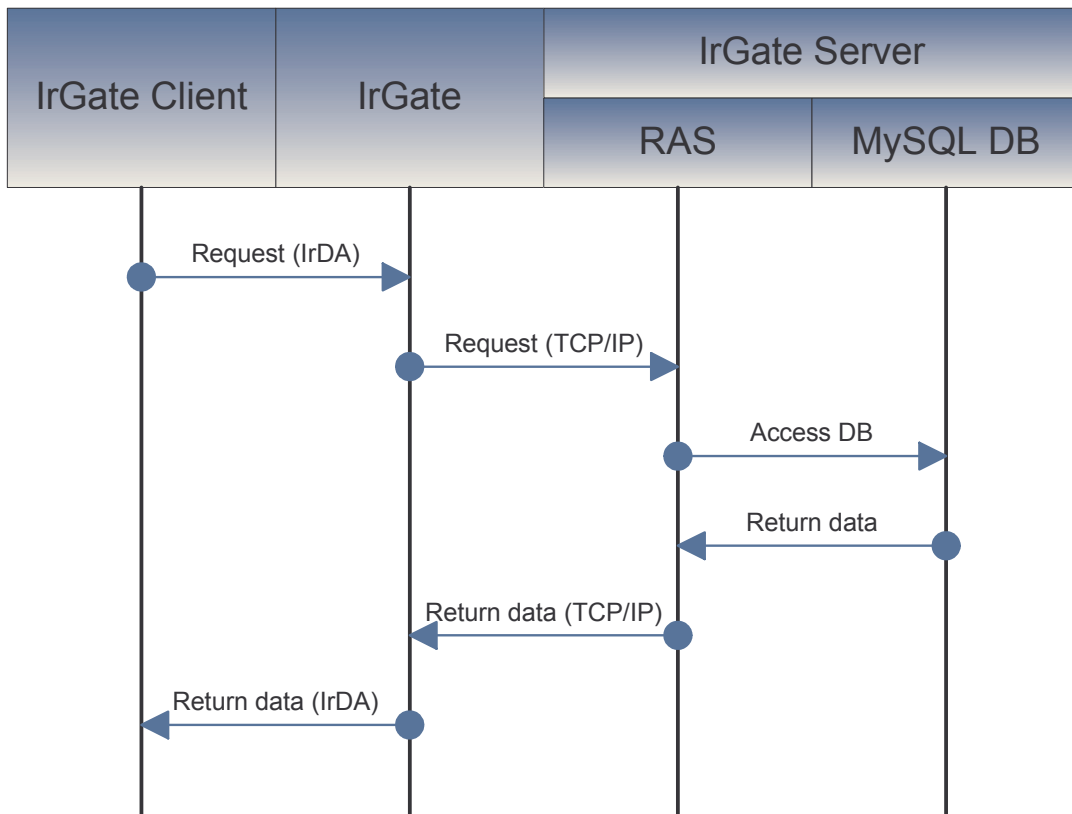 IrGate Client
IrGate
IrGate Server
RAS
MySQL DB
Request (IrDA)
Request (TCP/IP)
Access DB
Return data
Return data (TCP/IP)
Return data (IrDA)